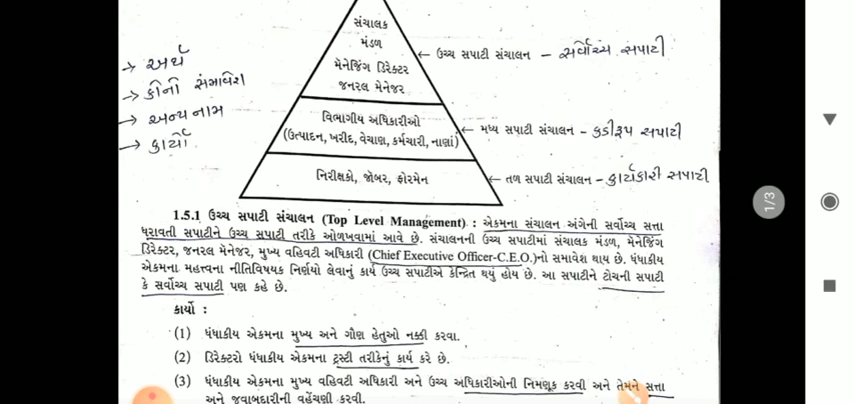 સંચાલક
મંડળ
મેનેજિંગ ડિરેક્ટર
જનરલ મેનેજર
← ઉચ્ચ સપાટી સંચાલન – સર્વોચ્ચ સપાટી
→ અર્થ
→ કોનો સમાવેશ
→ અન્ય નામ
→ કાર્યો.
વિભાગીય અધિકારીઓ
(ઉત્પાદન, ખરીદ, વેચાણ, કર્મચારી, નાણાં)
← મધ્ય સપાટી સંચાલન – કડીરૂપ સપાટી
નિરીક્ષકો, જોબર, ફોરમેન
← તળ સપાટી સંચાલન – કાર્યકારી સપાટી
1/3
1.5.1 ઉચ્ચ સપાટી સંચાલન (Top Level Management) : એકમના સંચાલન અંગેની સર્વોચ્ચ સત્તા
ધરાવતી સપાટીને ઉચ્ચ સપાટી તરીકે ઓળખવામાં આવે છે. સંચાલનની ઉચ્ચ સપાટીમાં સંચાલક મંડળ, મેનેજિંગ
ડિરેક્ટર, જનરલ મેનેજર, મુખ્ય વહિવટી અધિકારી (Chief Executive Officer-C.E.O.)નો સમાવેશ થાય છે. ધંધાકીય
એકમના મહત્ત્વના નીતિવિષયક નિર્ણયો લેવાનું કાર્ય ઉચ્ચ સપાટીએ કેન્દ્રિત થયું હોય છે. આ સપાટીને ટોચની સપાટી
કે સર્વોચ્ચ સપાટી પણ કહે છે.
કાર્યો :
(1) ધંધાકીય એકમના મુખ્ય અને ગૌણ હેતુઓ નક્કી કરવા.
(2) ડિરેક્ટરો ધંધાકીય એકમના ટ્રસ્ટી તરીકેનું કાર્ય કરે છે.
(3) ધંધાકીય એકમના મુખ્ય વહિવટી અધિકારી અને ઉચ્ચ અધિકારીઓની નિમણૂક કરવી અને તેમને સત્તા
અને જવાબદારીની વહેંચણી કરવી.